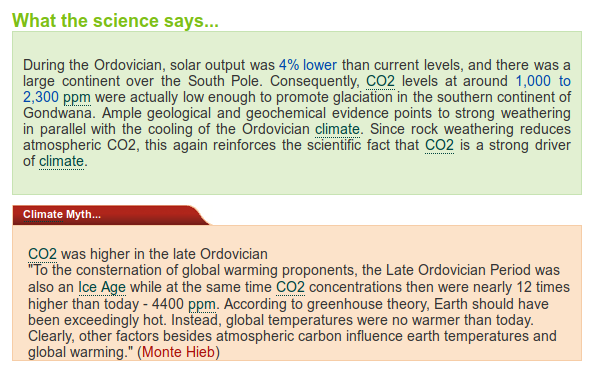 What the science says...
During the Ordovician, solar output was 4% lower than current levels, and there was a
large continent over the South Pole. Consequently, CO2 levels at around 1,000 to
2,300 ppm were actually low enough to promote glaciation in the southern continent of
Gondwana. Ample geological and geochemical evidence points to strong weathering
in parallel with the cooling of the Ordovician climate. Since rock weathering reduces
atmospheric CO2, this again reinforces the scientific fact that CO2 is a strong driver
of climate.
Climate Myth...
CO2 was higher in the late Ordovician
"To the consternation of global warming proponents, the Late Ordovician Period was
also an Ice Age while at the same time CO2 concentrations then were nearly 12 times
higher than today - 4400 ppm. According to greenhouse theory, Earth should have
been exceedingly hot. Instead, global temperatures were no warmer than today.
Clearly, other factors besides atmospheric carbon influence earth temperatures and
global warming." (Monte Hieb)